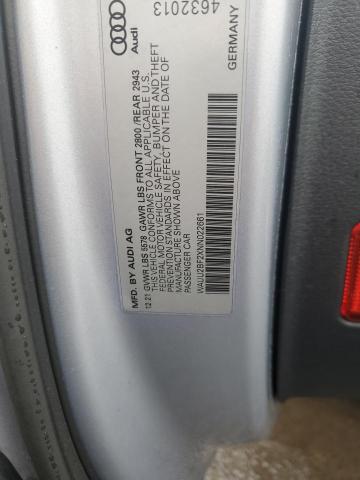 MFD. BY AUDI AG
12.21 GVWR LBS 5578 GAWR LBS FRONT 2800 /REAR 2943
THIS VEHICLE CONFORMS TO ALL APPLICABLE U.S.
FEDERAL MOTOR VEHICLE SAFETY, BUMPER AND THEFT
PREVENTION STANDARDS IN EFFECT ON THE DATE OF
MANUFACTURE SHOWN ABOVE
PASSENGER CAR
WAUU2BF2XNN022661
Audi
4632013
GERMANY